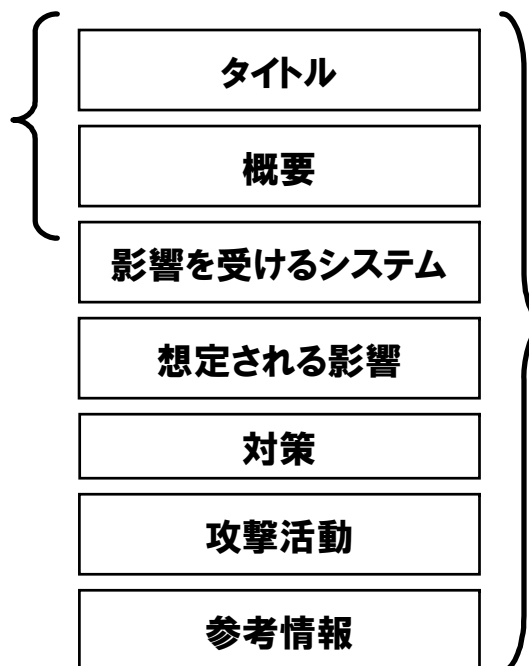 タイトル
概要
影響を受けるシステム
想定される影響
対策
攻撃活動
参考情報